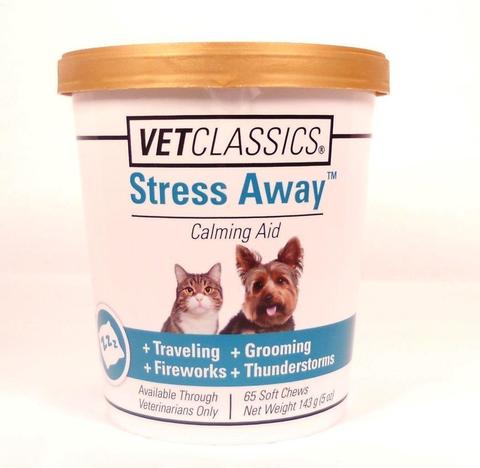 VETCLASSICS®
Stress Away™
Calming Aid
zzz
+ Traveling + Grooming
+ Fireworks + Thunderstorms
Available Through
Veterinarians Only
65 Soft Chews
Net Weight 143 g (5 oz)